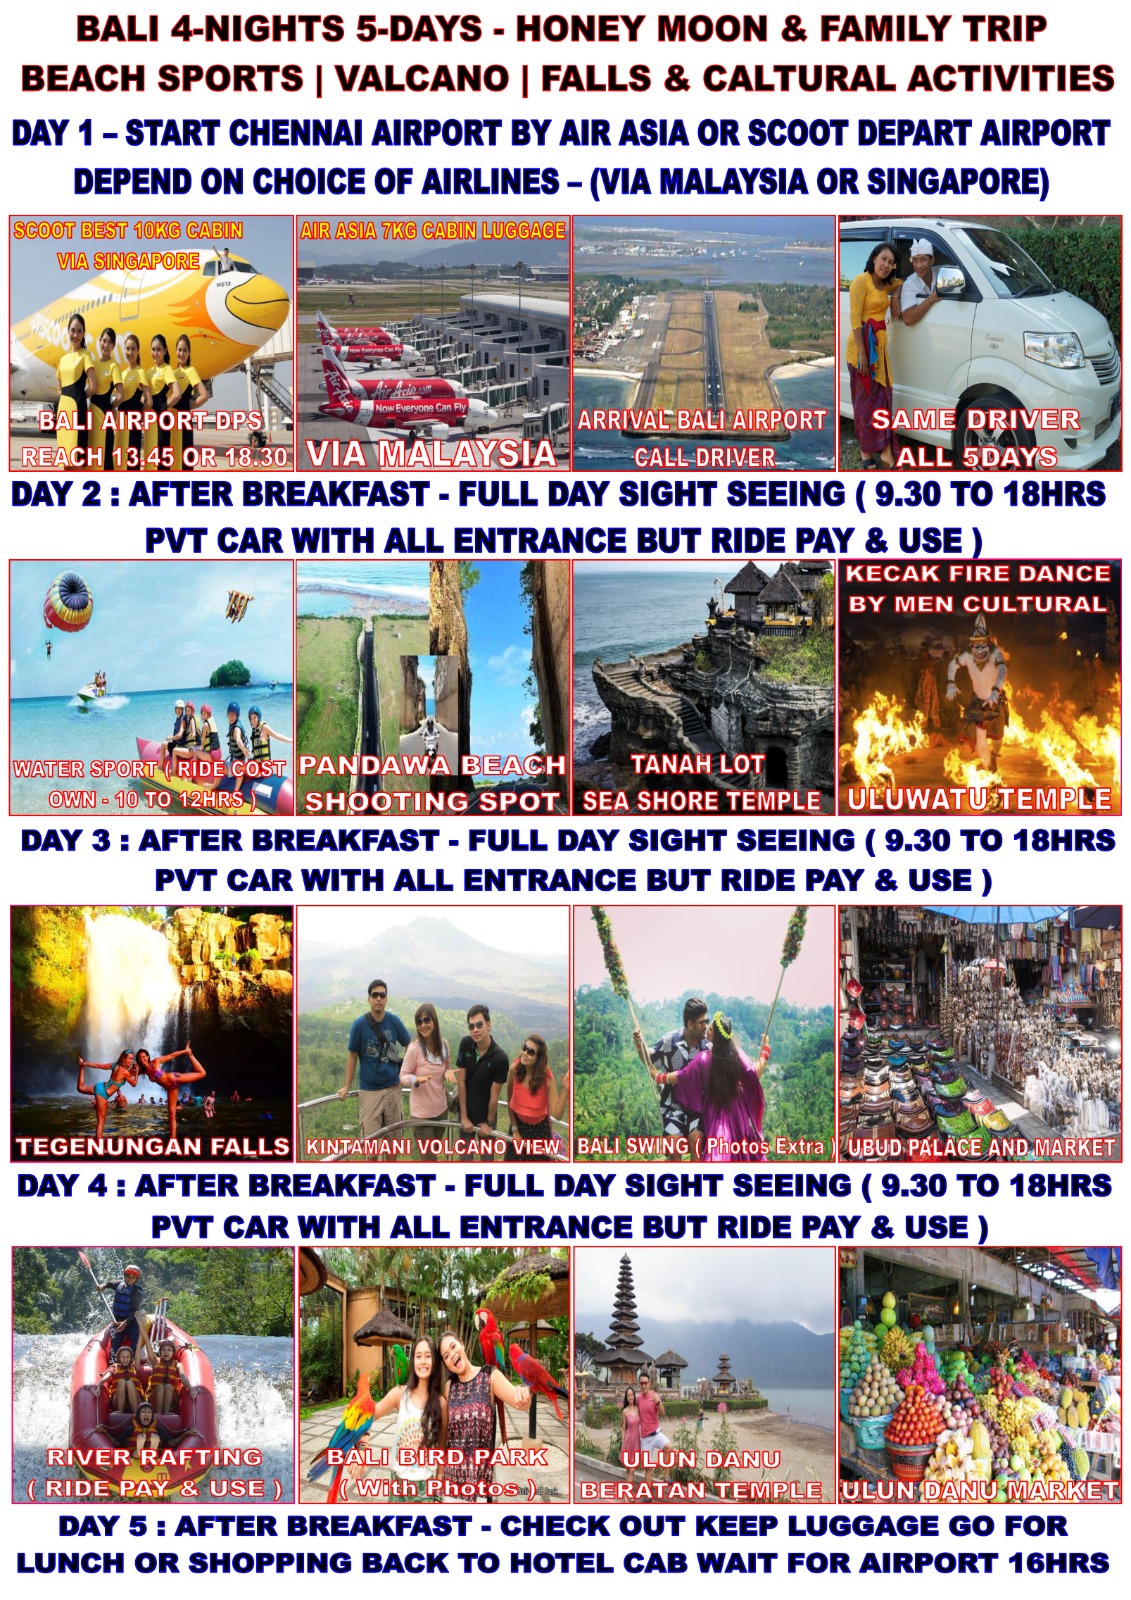 BALI 4-NIGHTS 5-DAYS - HONEY MOON & FAMILY TRIP
BEACH SPORTS | VALCANO | FALLS & CALTURAL ACTIVITIES
DAY 1 – START CHENNAI AIRPORT BY AIR ASIA OR SCOOT DEPART AIRPORT
DEPEND ON CHOICE OF AIRLINES – (VIA MALAYSIA OR SINGAPORE)
SCOOT BEST 10KG CABIN
VIA SINGAPORE
BALI AIRPORT DPS
REACH 13.45 OR 18.30
AIR ASIA 7KG CABIN LUGGAGE
Now Everyone Can Fly
AirAsia.com
Now Everyone Can Fly
VIA MALAYSIA
ARRIVAL BALI AIRPORT
CALL DRIVER
SAME DRIVER
ALL 5DAYS
DAY 2 : AFTER BREAKFAST - FULL DAY SIGHT SEEING ( 9.30 TO 18HRS
PVT CAR WITH ALL ENTRANCE BUT RIDE PAY & USE )
WATER SPORT ( RIDE COST
OWN - 10 TO 12HRS )
PANDAWA BEACH
SHOOTING SPOT
TANAH LOT
SEA SHORE TEMPLE
KECAK FIRE DANCE
BY MEN CULTURAL
ULUWATU TEMPLE
DAY 3 : AFTER BREAKFAST - FULL DAY SIGHT SEEING ( 9.30 TO 18HRS
PVT CAR WITH ALL ENTRANCE BUT RIDE PAY & USE )
TEGENUNGAN FALLS
KINTAMANI VOLCANO VIEW
BALI SWING ( Photos Extra )
UBUD PALACE AND MARKET
DAY 4 : AFTER BREAKFAST - FULL DAY SIGHT SEEING ( 9.30 TO 18HRS
PVT CAR WITH ALL ENTRANCE BUT RIDE PAY & USE )
RIVER RAFTING
( RIDE PAY & USE )
BALI BIRD PARK
( With Photos )
ULUN DANU
BERATAN TEMPLE
ULUN DANU MARKET
DAY 5 : AFTER BREAKFAST - CHECK OUT KEEP LUGGAGE GO FOR
LUNCH OR SHOPPING BACK TO HOTEL CAB WAIT FOR AIRPORT 16HRS